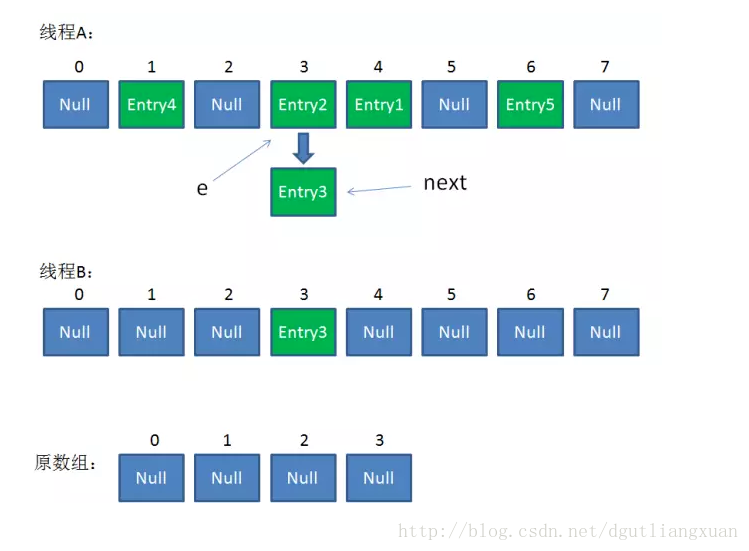 线程A:
0 1 2 3 4 5 6 7
Null Entry4 Null Entry2 Entry1 Null Entry5 Null
e Entry3 next
线程B:
0 1 2 3 4 5 6 7
Null Null Null Entry3 Null Null Null Null
0 1 2 3
原数组: Null Null Null Null
http://blog.csdn.net/dgutliangxuan